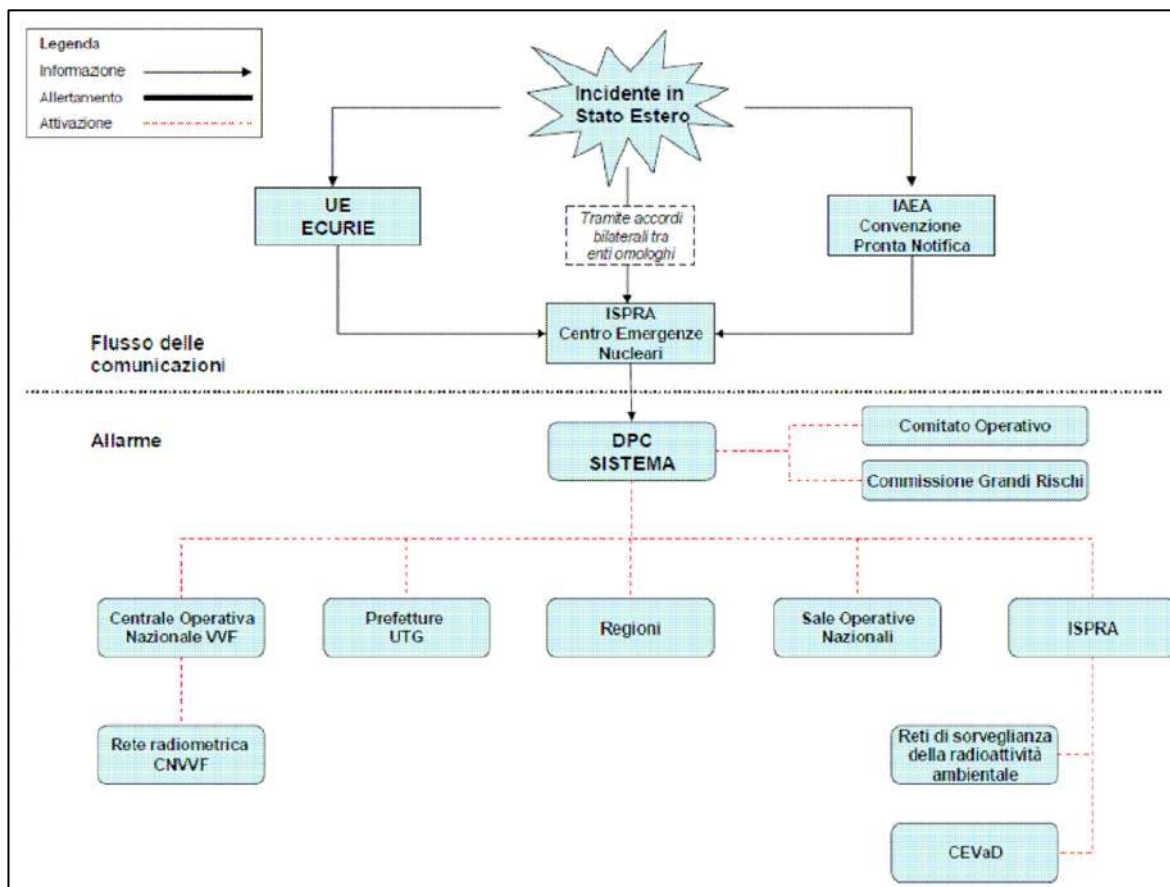 Legenda
Informazione
Allertamento
Attivazione
Incidente in
Stato Estero
UE
ECURIE
Tramite accordi
bilaterali tra
enti omologhi
IAEA
Convenzione
Pronta Notifica
ISPRA
Centro Emergenze
Nucleari
Flusso delle
comunicazioni
Allarme
DPC
SISTEMA
Comitato Operativo
Commissione Grandi Rischi
Centrale Operativa
Nazionale VVF
Prefetture
UTG
Regioni
Sale Operative
Nazionali
ISPRA
Rete radiometrica
CNVVF
Reti di sorveglianza
della radioattività
ambientale
CEVaD